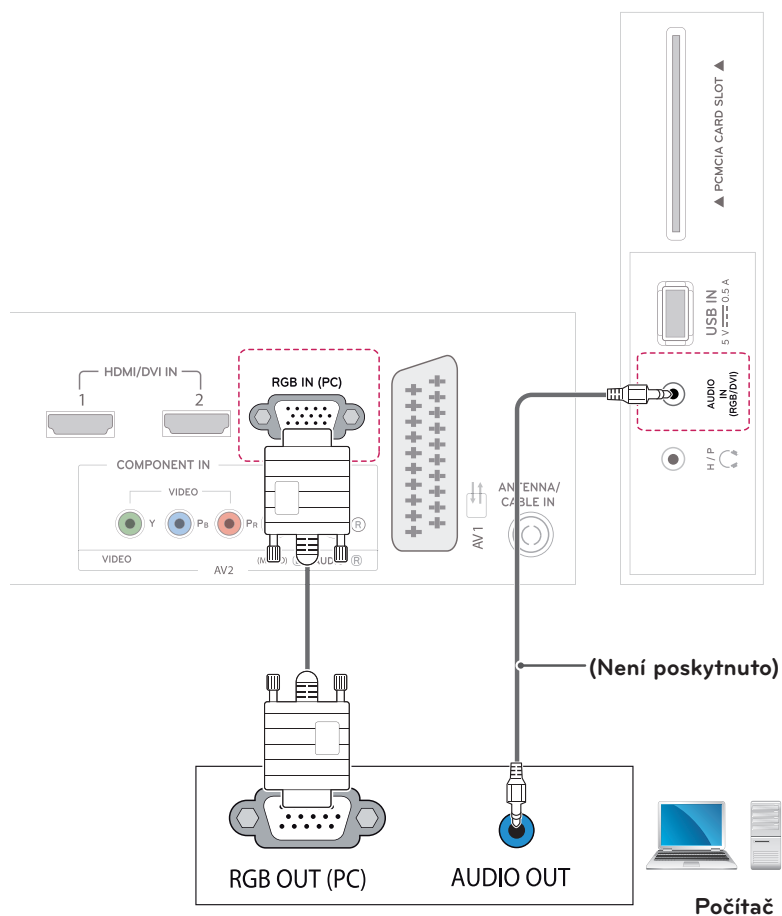 ◀ PCMCIA CARD SLOT ▶
USB IN
5 V 0.5 A
HDMI/DVI IN
1
2
RGB IN (PC)
AUDIO
IN
(RGB/DVI)
H / P
COMPONENT IN
VIDEO
Y
PB
PR
R
VIDEO
AV2
R
AV1
ANTENNA/
CABLE IN
(Není poskytnuto)
RGB OUT (PC)
AUDIO OUT
Počítač